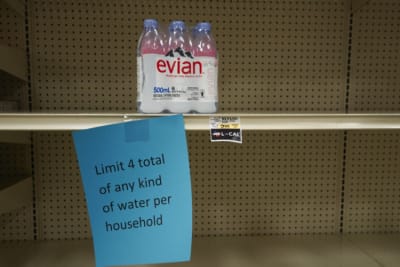 evian
500mL
Limit 4 total
of any kind
of water per
household